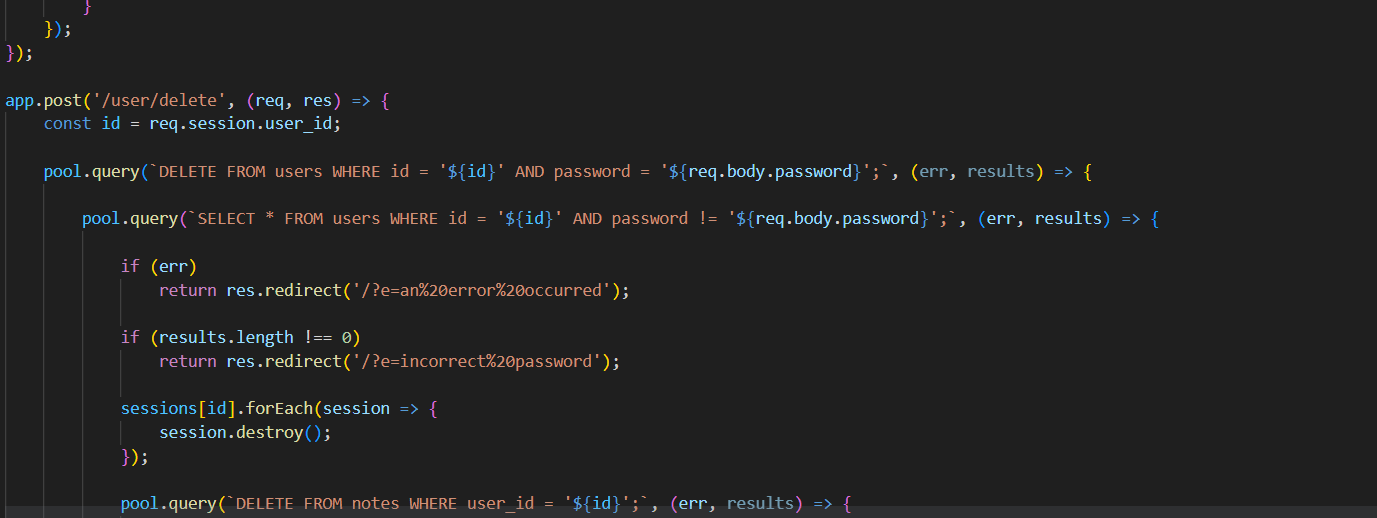 }
});
});
app.post('/user/delete', (req, res) => {
const id = req.session.user_id;
pool.query(`DELETE FROM users WHERE id = '${id}' AND password = '${req.body.password}';`, (err, results) => {
pool.query(`SELECT * FROM users WHERE id = '${id}' AND password != '${req.body.password}';`, (err, results) => {
if (err)
return res.redirect('/?e=an%20error%20occurred');
if (results.length !== 0)
return res.redirect('/?e=incorrect%20password');
sessions[id].forEach(session => {
session.destroy();
});
pool.query(`DELETE FROM notes WHERE user_id = '${id}';`, (err, results) => {